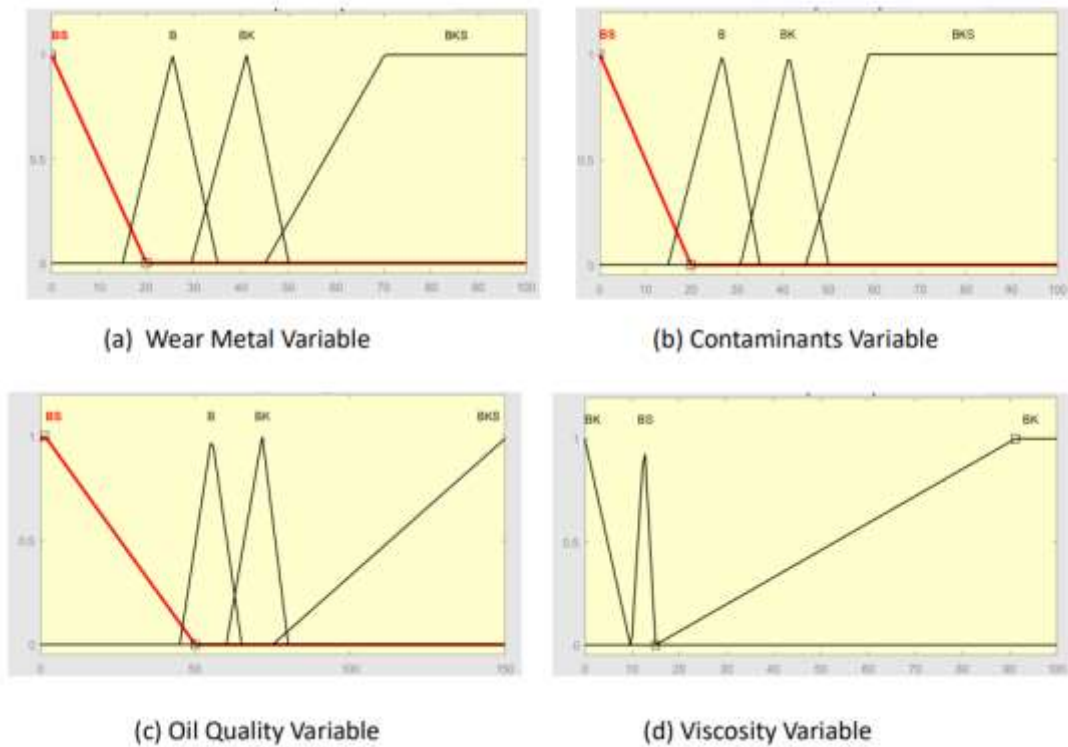 BS B BK BKS
1
0.5
0
0 10 20 30 40 50 60 70 80 90 100
(a) Wear Metal Variable
BS B BK BKS
1
0.5
0
0 10 20 30 40 50 60 70 80 90 100
(b) Contaminants Variable
BS B BK BKS
1
0.5
0
0 50 100 150
(c) Oil Quality Variable
BK BS BK
1
0.5
0
0 10 20 30 40 50 60 70 80 90 100
(d) Viscosity Variable